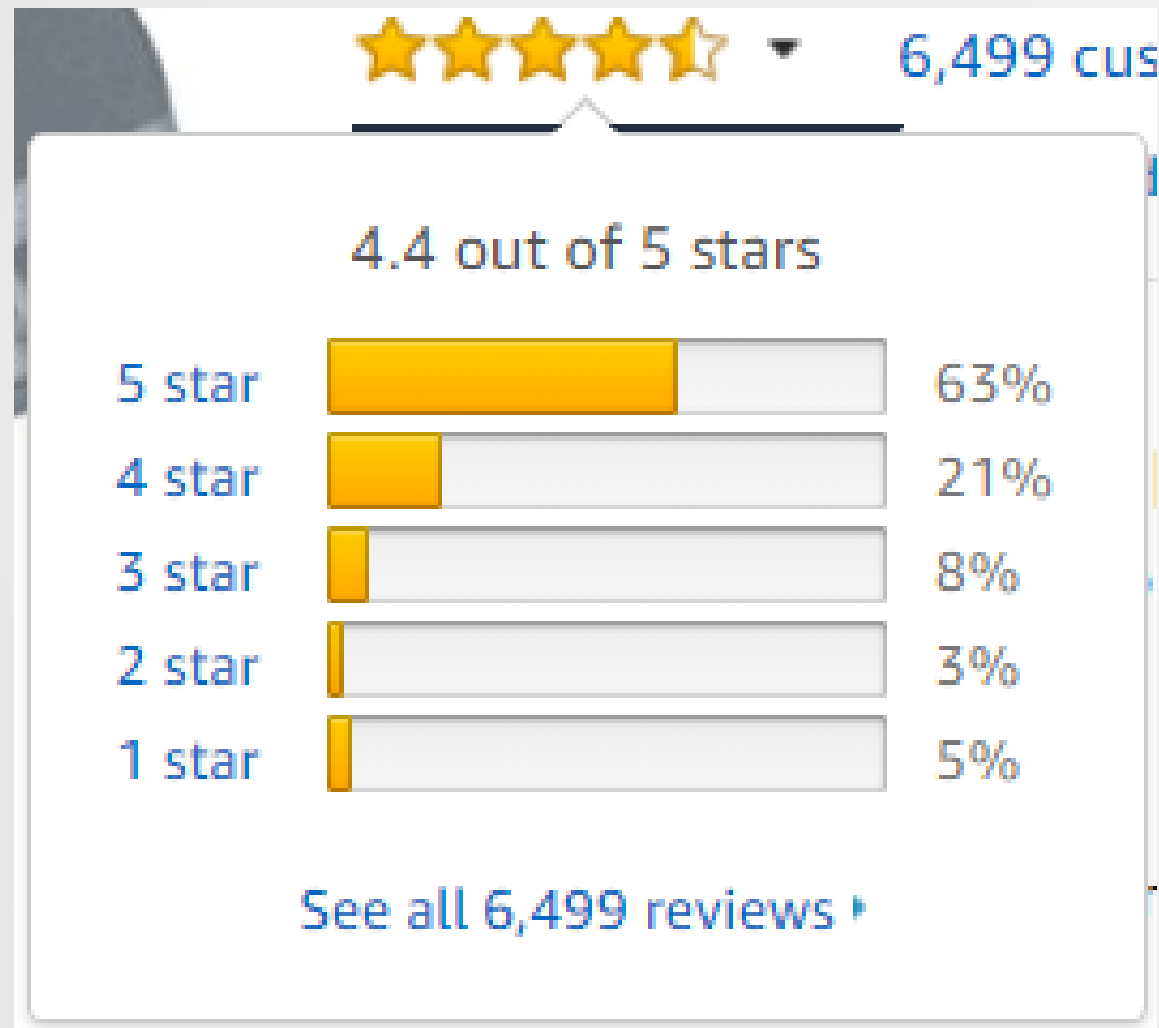 6,499 cus
4.4 out of 5 stars
5 star 63%
4 star 21%
3 star 8%
2 star 3%
1 star 5%
See all 6,499 reviews